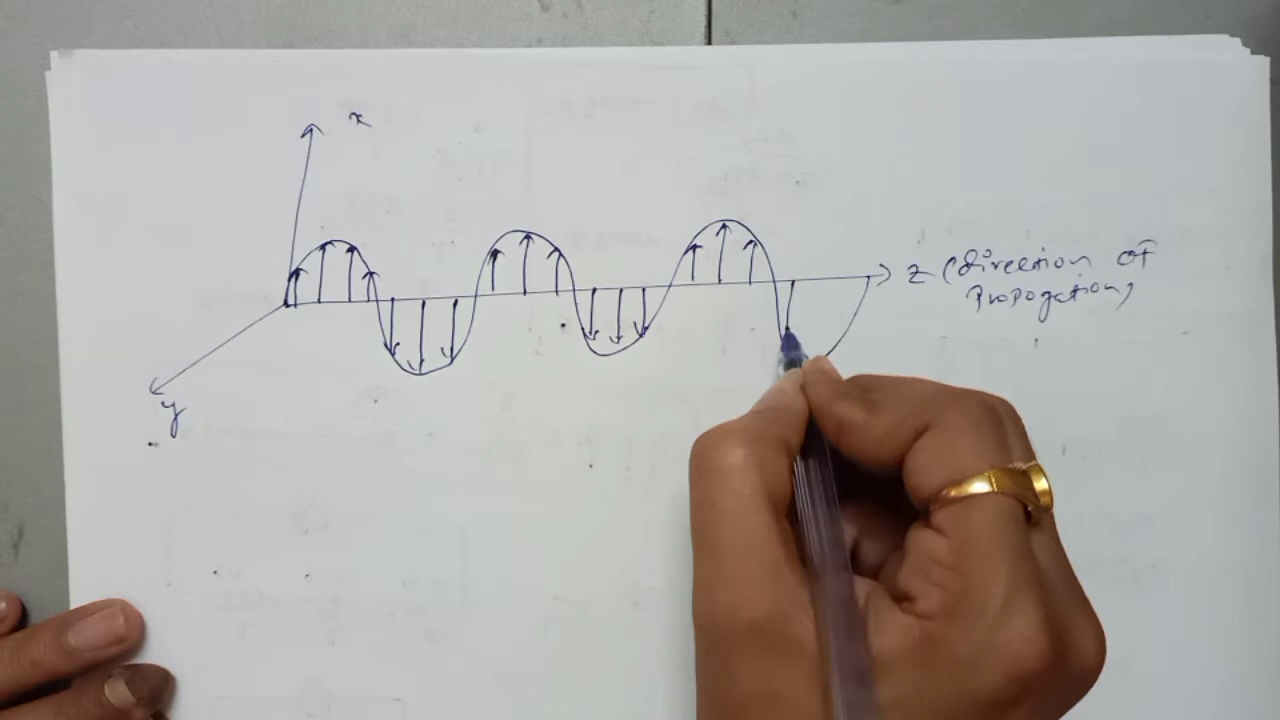 x
z (direction of
propogation)
y